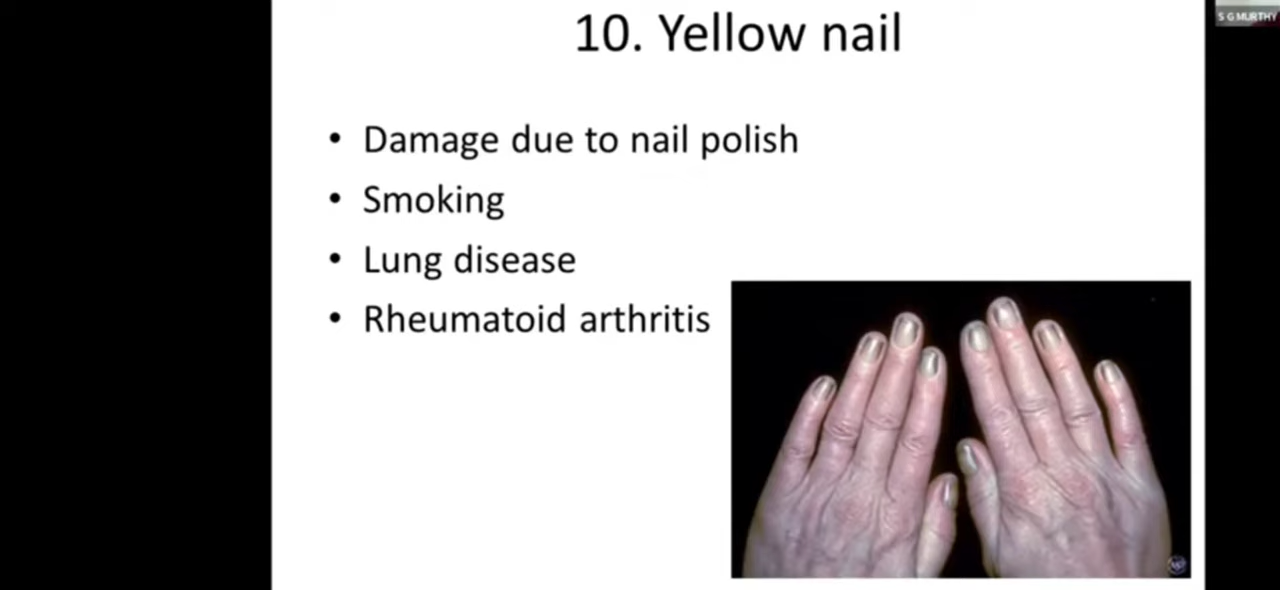 S G MURTHY
10. Yellow nail
• Damage due to nail polish
• Smoking
• Lung disease
• Rheumatoid arthritis